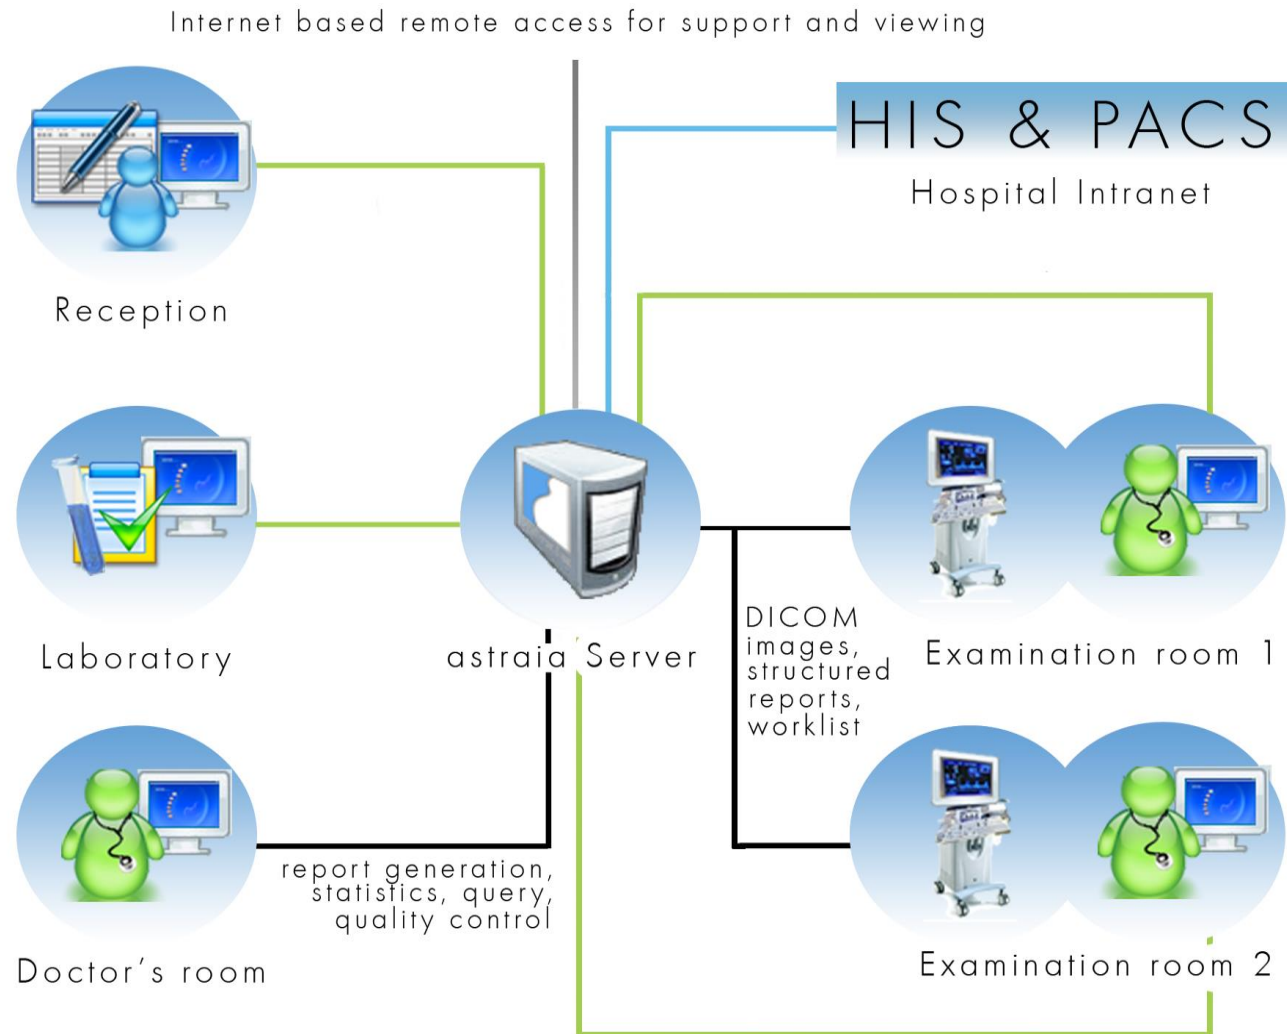 Internet based remote access for support and viewing
HIS & PACS
Hospital Intranet
Reception
Laboratory
astraia Server
DICOM
images,
structured
reports,
worklist
Examination room 1
report generation,
statistics, query,
quality control
Doctor's room
Examination room 2